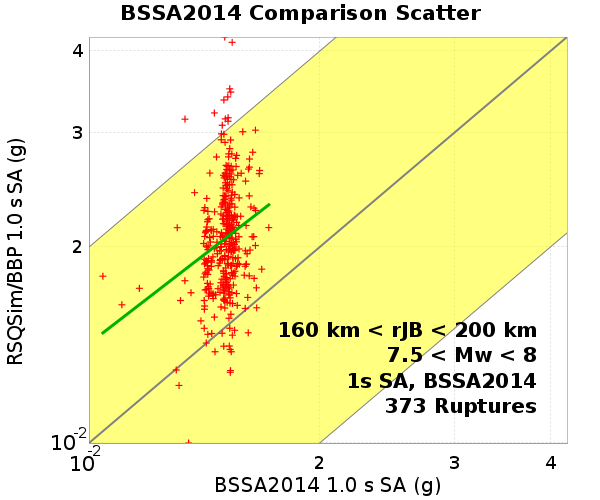 BSSA2014 Comparison Scatter
RSQSim/BBP 1.0 s SA (g)
4
3
2
10-2
160 km < rJB < 200 km
7.5 < Mw < 8
1s SA, BSSA2014
373 Ruptures
10-2
2
3
4
BSSA2014 1.0 s SA (g)